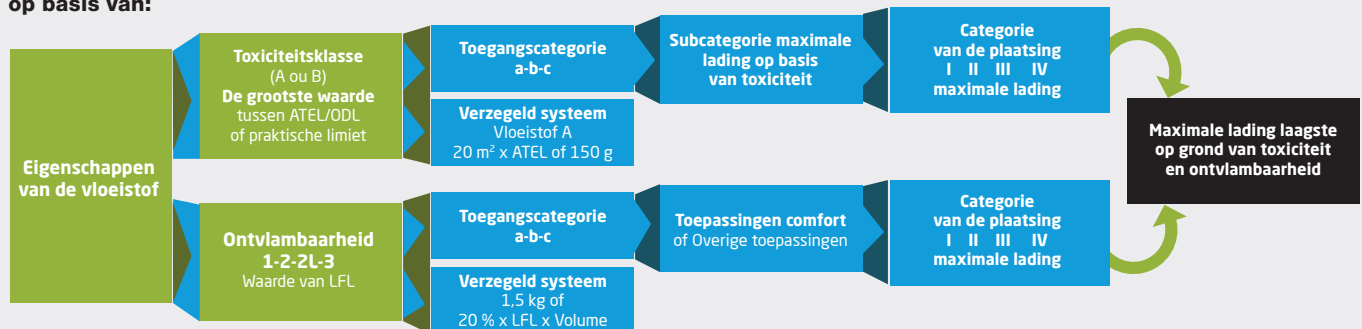 op basis van:
Eigenschappen
van de vloeistof
Toxiciteitsklasse
(A ou B)
De grootste waarde
tussen ATEL/ODL
of praktische limiet
Toegangscategorie
a-b-c
Verzegeld systeem
Vloeistof A
20 m² x ATEL of 150 g
Subcategorie maximale
lading op basis
van toxiciteit
Categorie
van de plaatsing
I II III IV
maximale lading
Ontvlambaarheid
1-2-2L-3
Waarde van LFL
Toegangscategorie
a-b-c
Verzegeld systeem
1,5 kg of
20 % x LFL x Volume
Toepassingen comfort
of Overige toepassingen
Categorie
van de plaatsing
I II III IV
maximale lading
Maximale lading laagste
op grond van toxiciteit
en ontvlambaarheid